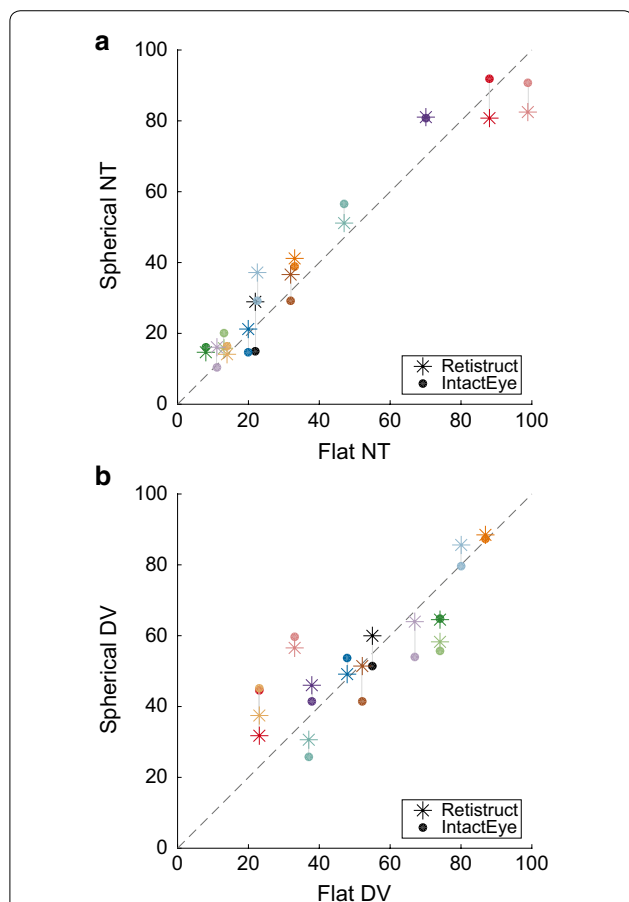 a
100
80
60
40
20
0
Spherical NT
Retistruct
IntactEye
0 20 40 60 80 100
Flat NT
b
100
80
60
40
20
0
Spherical DV
Retistruct
IntactEye
0 20 40 60 80 100
Flat DV